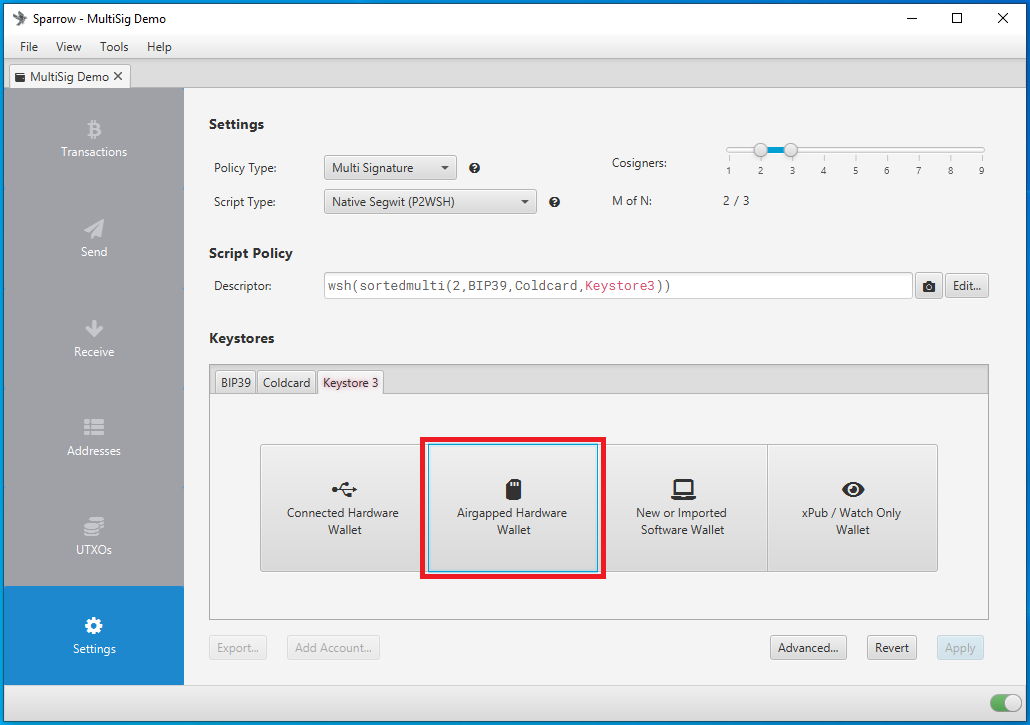 Sparrow - MultiSig Demo
File View Tools Help
MultiSig Demo
Transactions
Send
Receive
Addresses
UTXOs
Settings
Settings
Policy Type: Multi Signature
Script Type: Native Segwit (P2WSH)
Cosigners:
1 2 3 4 5 6 7 8 9
M of N: 2 / 3
Script Policy
Descriptor: wsh(sortedmulti(2,BIP39,Coldcard,Keystore3)) Edit...
Keystores
BIP39 Coldcard Keystore 3
Connected Hardware
Wallet
Airgapped Hardware
Wallet
New or Imported
Software Wallet
xPub / Watch Only
Wallet
Export... Add Account... Advanced... Revert Apply